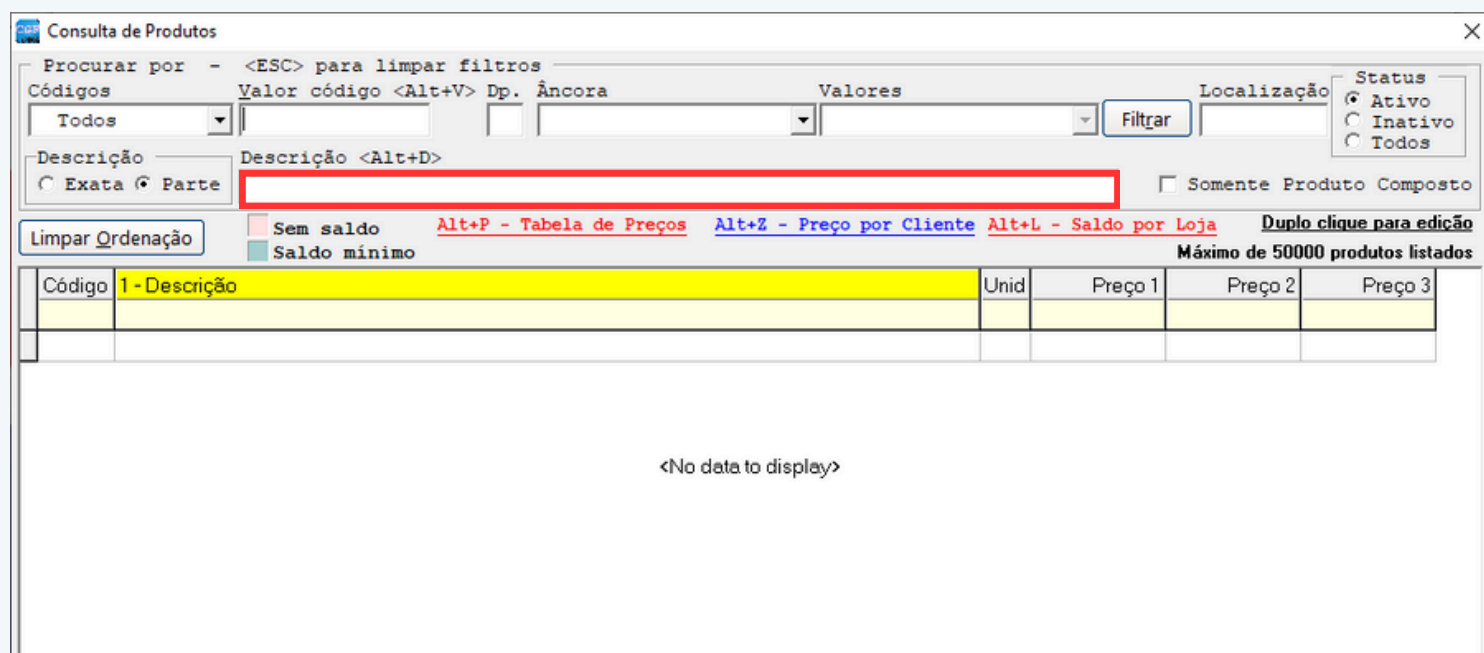 Consulta de Produtos
Procurar por - <ESC> para limpar filtros
Códigos Valor código <Alt+V> Dp. Âncora Valores Localização Status
Todos Filtrar Ativo
Inativo
Todos
Descrição Descrição <Alt+D>
Exata Parte Somente Produto Composto
Limpar Ordenação Sem saldo Alt+P - Tabela de Preços Alt+Z - Preço por Cliente Alt+L - Saldo por Loja Duplo clique para edição
Saldo mínimo Máximo de 50000 produtos listados
Código 1 - Descrição Unid Preço 1 Preço 2 Preço 3
<No data to display>